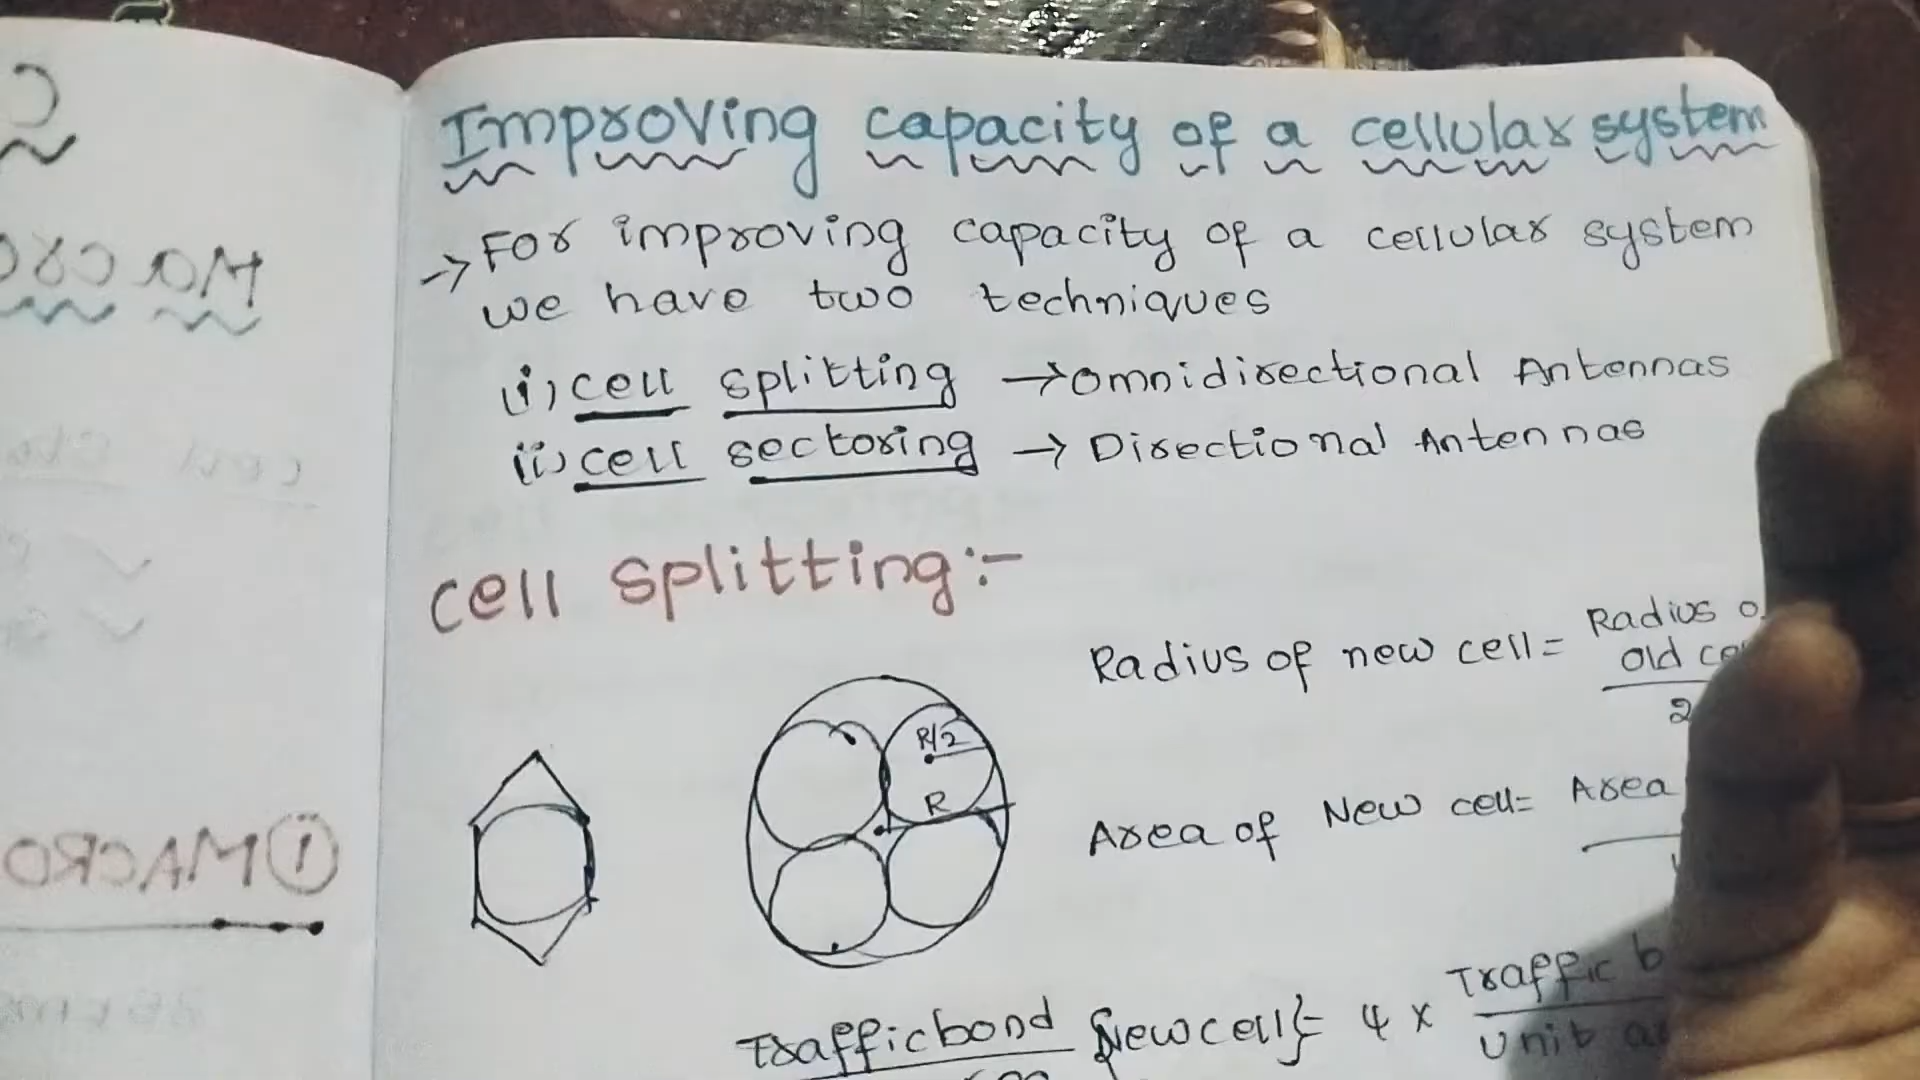 Improving capacity of a cellular system
→ For improving capacity of a cellular system
we have two techniques
(i) cell splitting → Omnidirectional Antennas
(ii) cell sectoring → Directional Antennas
cell splitting :-
Radius of new cell = Radius
old
2
R/2
R
Area of New cell = Area
Traffic bond {New cell} = 4 × Traffic
unit
① MACRO